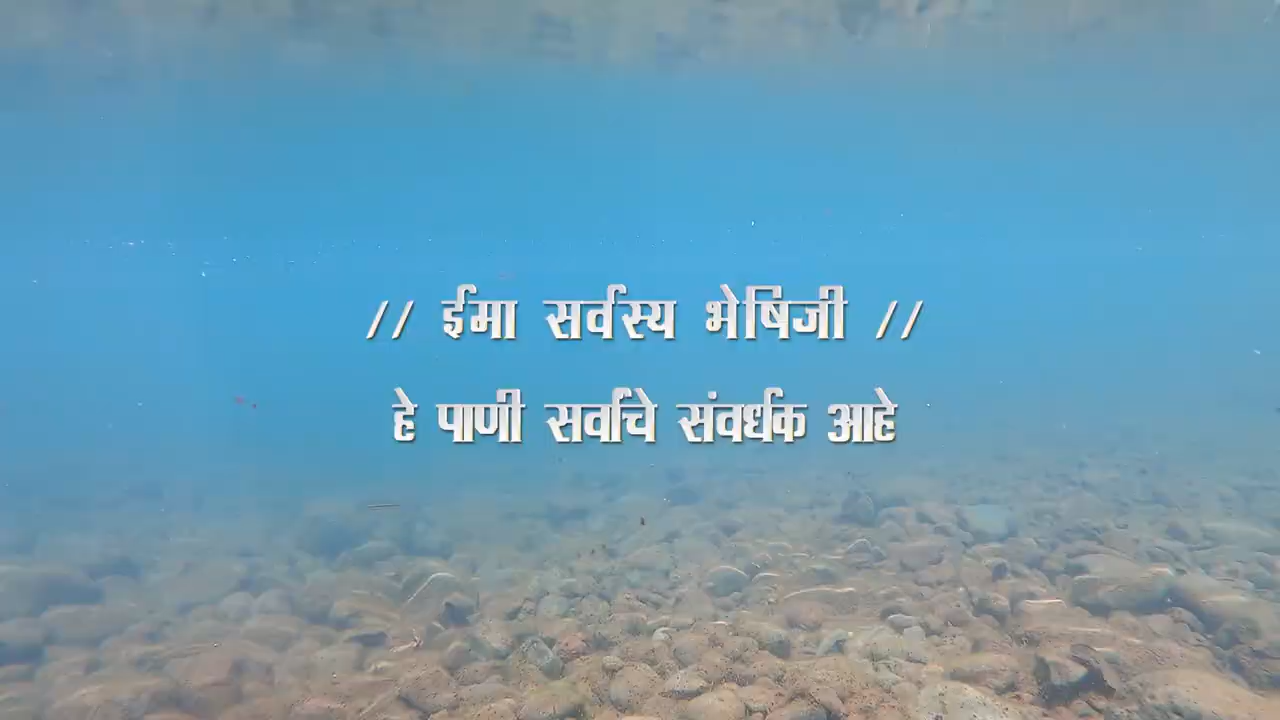 // ईमा सर्वस्य भेषिजी //
हे पाणी सर्वाचे संवर्धक आहे